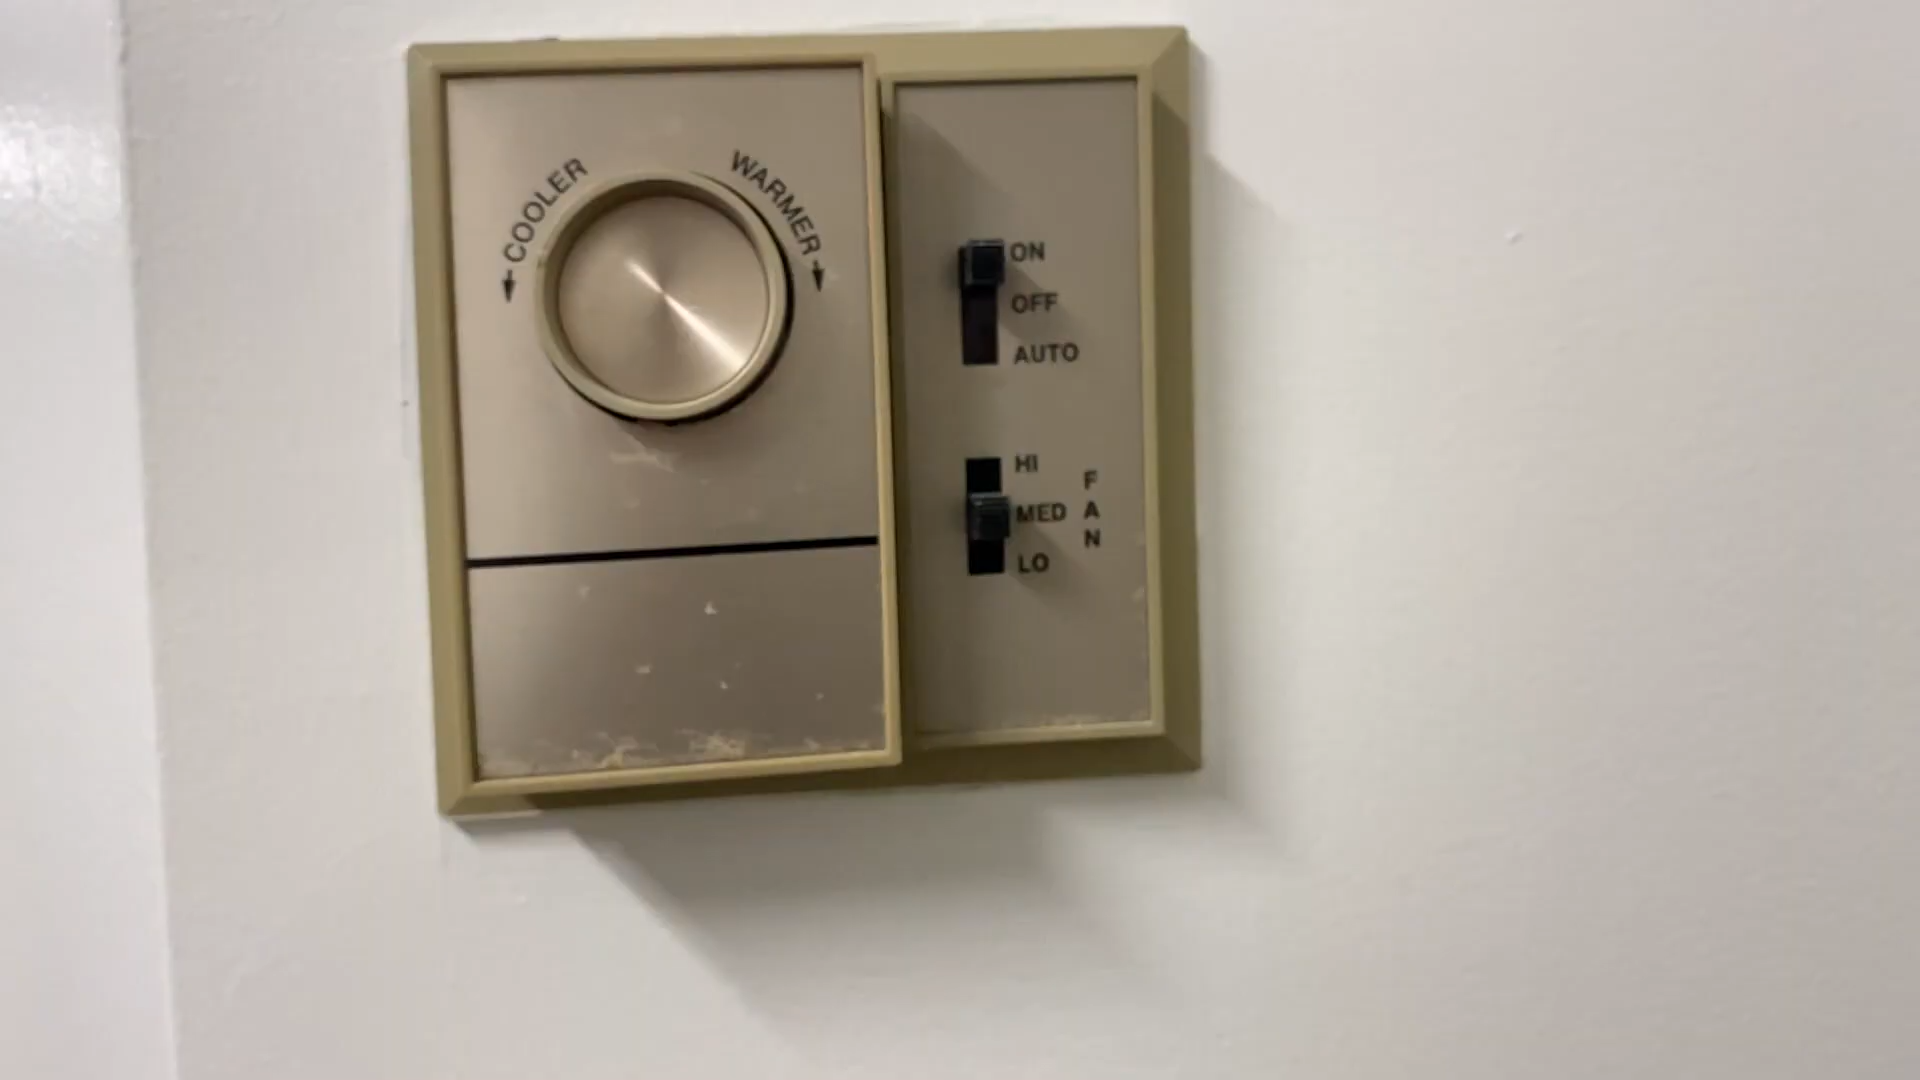 COOLER
WARMER
ON
OFF
AUTO
HI
MED
LO
FAN